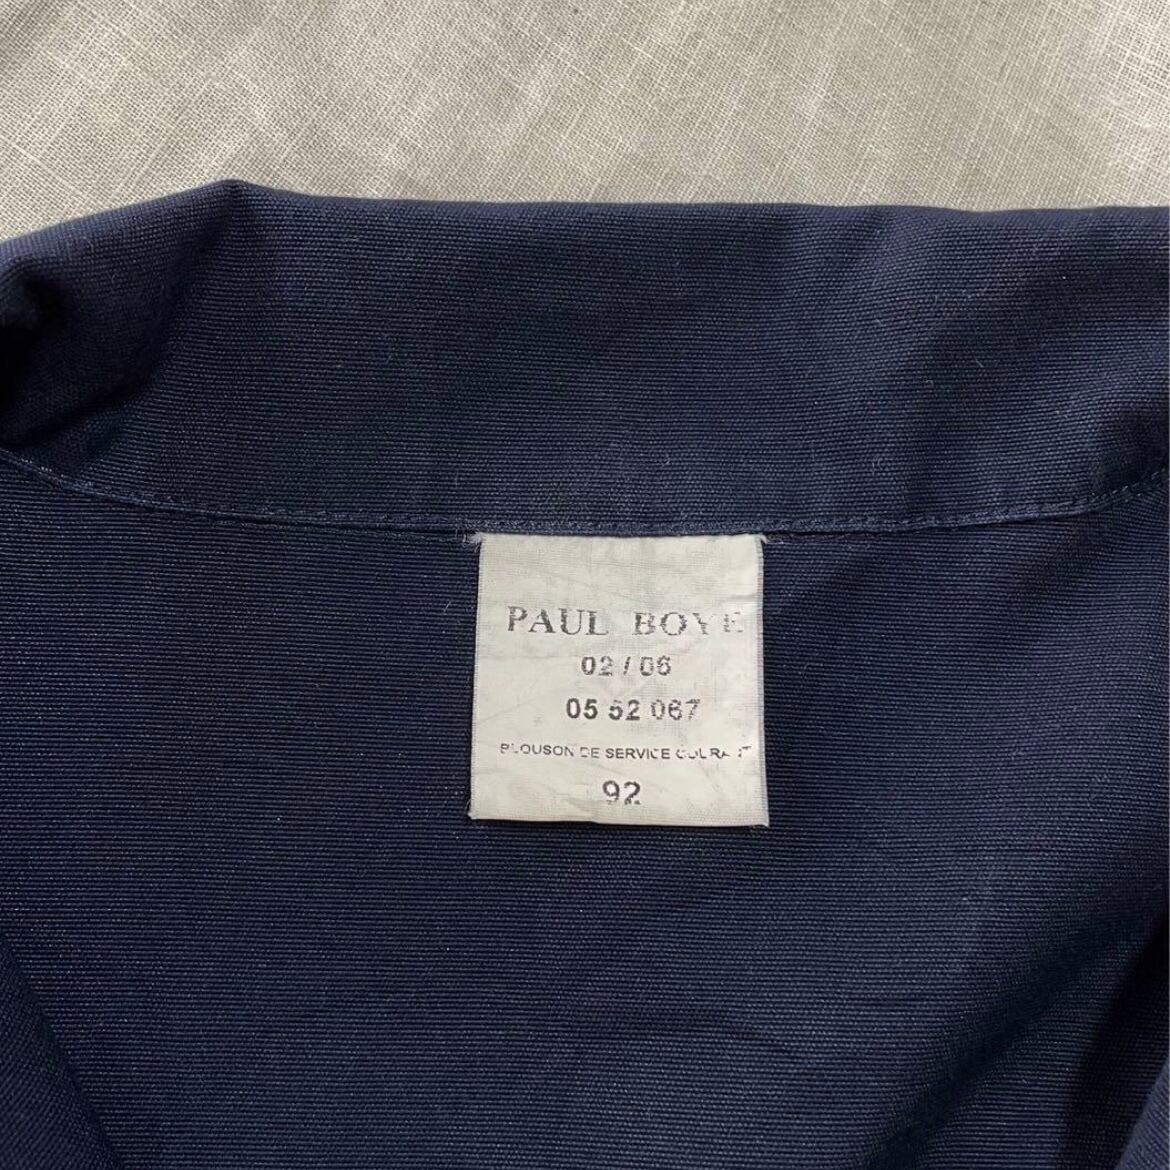 PAUL BOYE
02 / 06
05 52 067
BLOUSON DE SERVICE COURANT
92